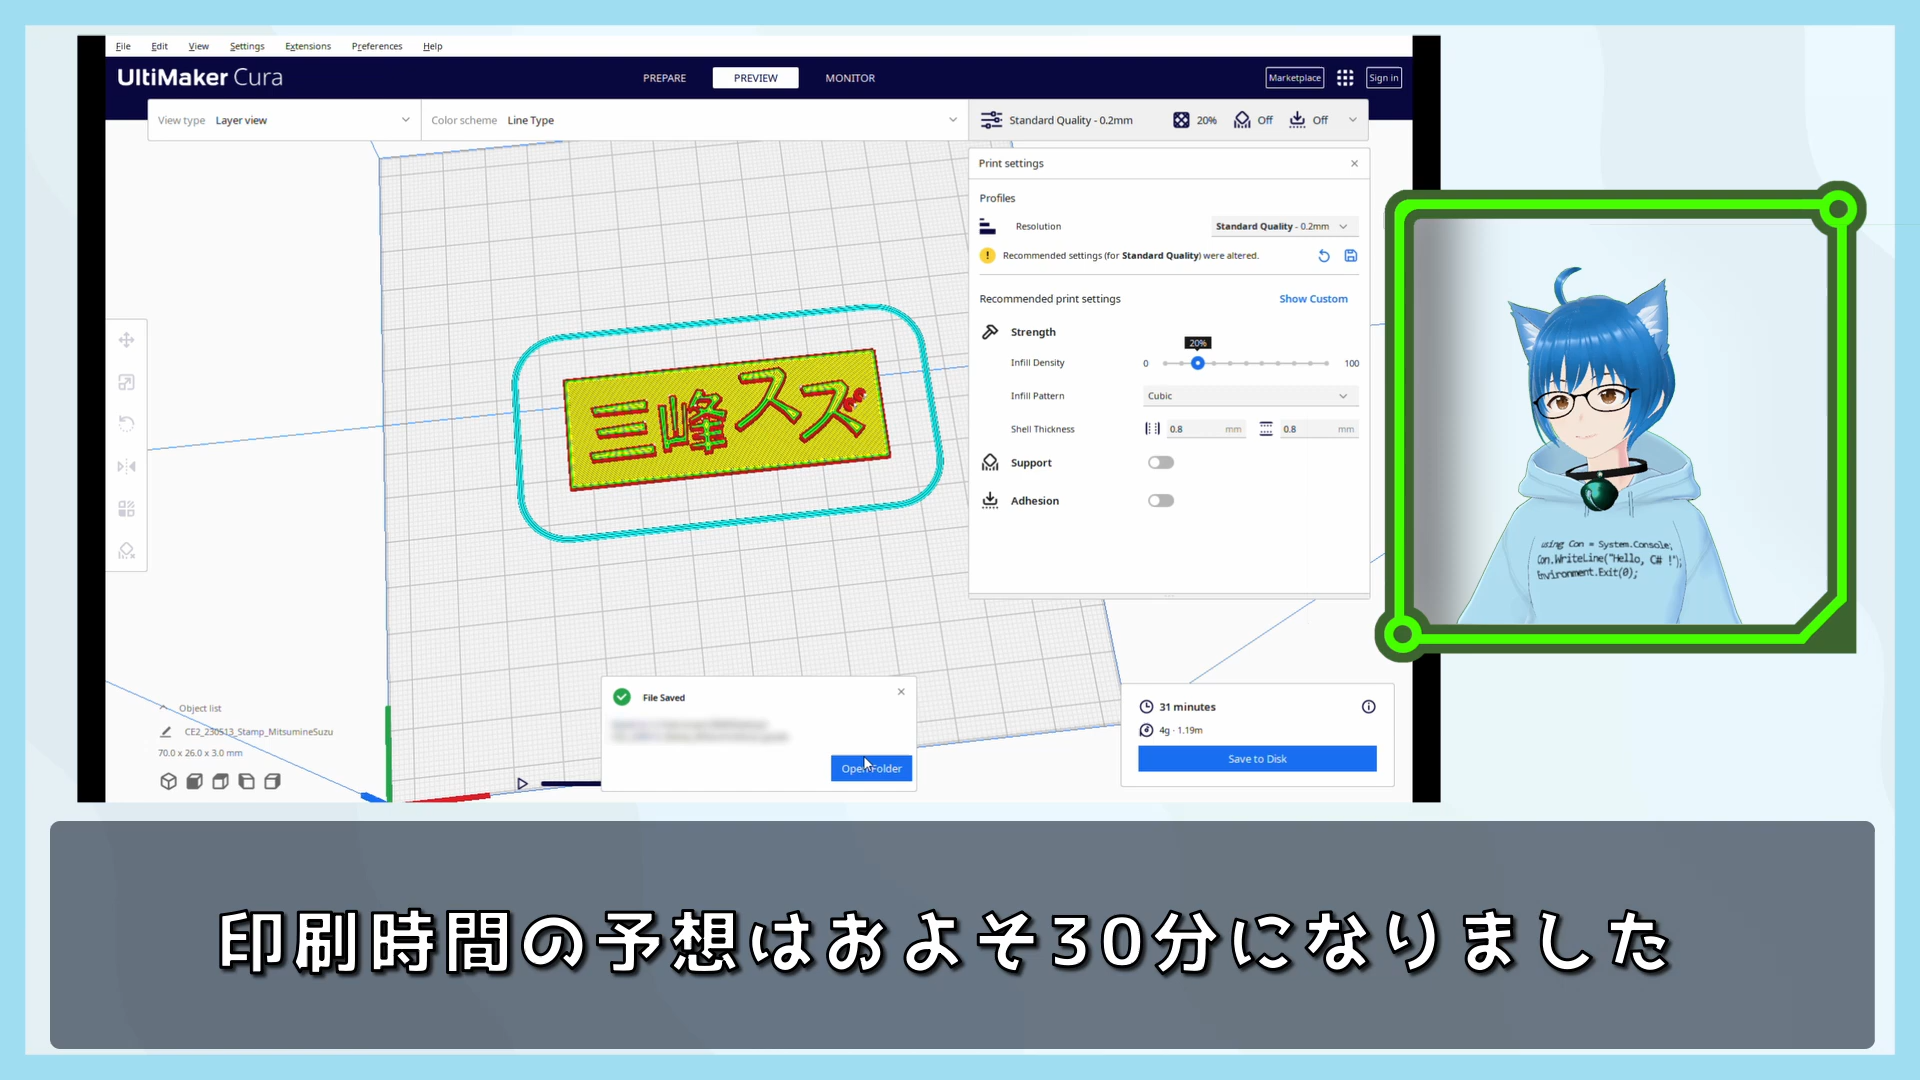 File Edit View Settings Extensions Preferences Help
UltiMaker Cura
PREPARE PREVIEW MONITOR
Marketplace Sign in
View type Layer view
Color scheme Line Type
Standard Quality - 0.2mm 20% Off Off
Print settings
Profiles
Resolution Standard Quality - 0.2mm
Recommended settings (for Standard Quality) were altered.
Recommended print settings Show Custom
Strength
20%
Infill Density 0 100
Infill Pattern Cubic
Shell Thickness 0.8 mm 0.8 mm
Support
Adhesion
三峰スズ
using Con = System.Console;
Con.WriteLine("Hello, C# !");
Environment.Exit(0);
Object list
CE2_230513_Stamp_MitsumineSuzu
70.0 x 26.0 x 3.0 mm
File Saved
Open Folder
31 minutes
4g · 1.19m
Save to Disk
印刷時間の予想はおよそ30分になりました